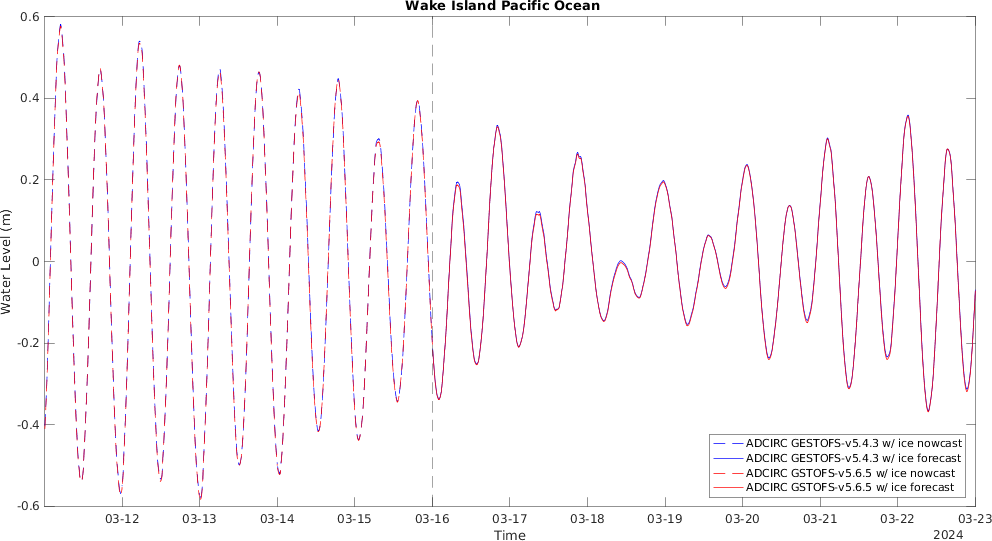 Wake Island Pacific Ocean
0.6
0.4
0.2
0
-0.2
-0.4
-0.6
Water Level (m)
ADCIRC GESTOFS-v5.4.3 w/ ice nowcast
ADCIRC GESTOFS-v5.4.3 w/ ice forecast
ADCIRC GSTOFS-v5.6.5 w/ ice nowcast
ADCIRC GSTOFS-v5.6.5 w/ ice forecast
03-12 03-13 03-14 03-15 03-16 03-17 03-18 03-19 03-20 03-21 03-22 03-23
Time
2024